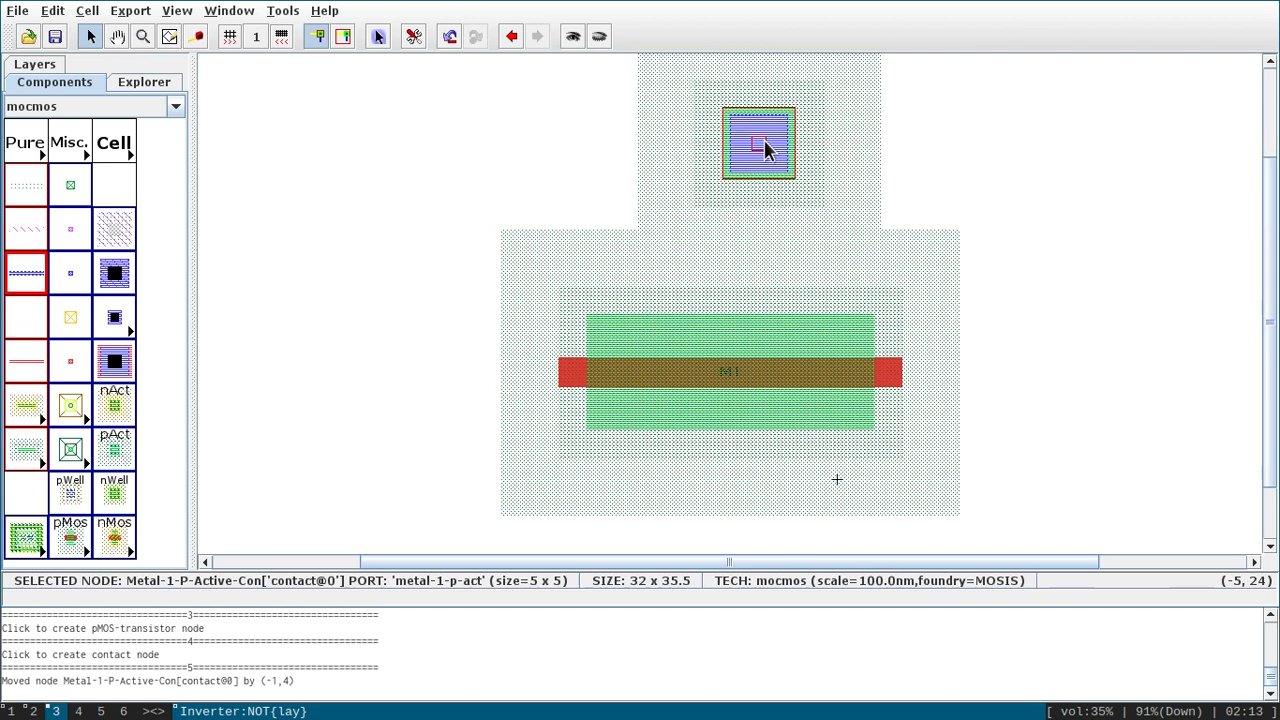 File Edit Cell Export View Window Tools Help
1
Layers
Components Explorer
mocmos
Pure Misc. Cell
nAct
pAct
pWell nWell
pMos nMos
M1
SELECTED NODE: Metal-1-P-Active-Con['contact@0'] PORT: 'metal-1-p-act' (size=5 x 5) SIZE: 32 x 35.5 TECH: mocmos (scale=100.0nm,foundry=MOSIS) (-5, 24)
================================3================================
Click to create pMOS-transistor node
================================4================================
Click to create contact node
================================5================================
Moved node Metal-1-P-Active-Con[contact@0] by (-1,4)
1 2 3 4 5 6 ><> Inverter:NOT{lay} [ vol:35% | 91%(Down) | 02:13 ]